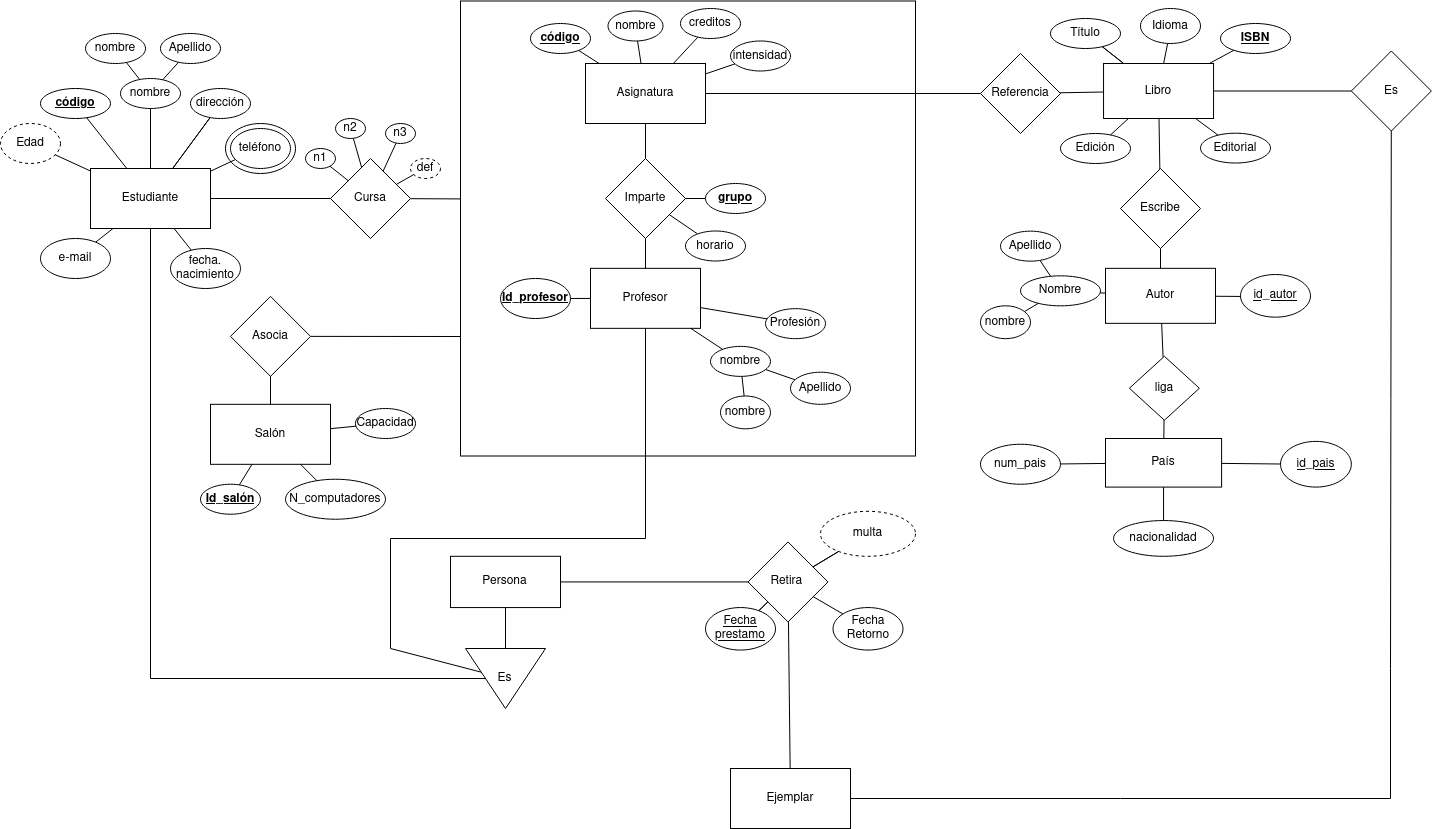 nombre
Apellido
nombre
código
dirección
Edad
teléfono
Estudiante
e-mail
fecha.
nacimiento
n1
n2
n3
def
Cursa
código
nombre
creditos
intensidad
Asignatura
Imparte
grupo
horario
Id_profesor
Profesor
Profesión
nombre
Apellido
nombre
Asocia
Salón
Capacidad
Id_salón
N_computadores
Referencia
Título
Idioma
ISBN
Libro
Es
Edición
Editorial
Escribe
Apellido
Nombre
nombre
Autor
id_autor
liga
num_pais
País
id_pais
nacionalidad
Persona
Es
Retira
multa
Fecha
prestamo
Fecha
Retorno
Ejemplar